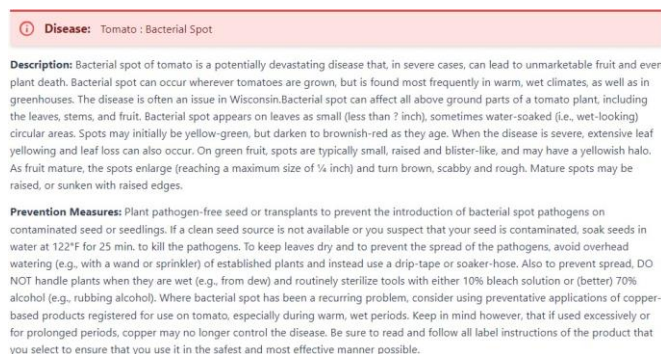 Disease: Tomato : Bacterial Spot
Description: Bacterial spot of tomato is a potentially devastating disease that, in severe cases, can lead to unmarketable fruit and even
plant death. Bacterial spot can occur wherever tomatoes are grown, but is found most frequently in warm, wet climates, as well as in
greenhouses. The disease is often an issue in Wisconsin.Bacterial spot can affect all above ground parts of a tomato plant, including
the leaves, stems, and fruit. Bacterial spot appears on leaves as small (less than ? inch), sometimes water-soaked (i.e., wet-looking)
circular areas. Spots may initially be yellow-green, but darken to brownish-red as they age. When the disease is severe, extensive leaf
yellowing and leaf loss can also occur. On green fruit, spots are typically small, raised and blister-like, and may have a yellowish halo.
As fruit mature, the spots enlarge (reaching a maximum size of ¼ inch) and turn brown, scabby and rough. Mature spots may be
raised, or sunken with raised edges.
Prevention Measures: Plant pathogen-free seed or transplants to prevent the introduction of bacterial spot pathogens on
contaminated seed or seedlings. If a clean seed source is not available or you suspect that your seed is contaminated, soak seeds in
water at 122°F for 25 min. to kill the pathogens. To keep leaves dry and to prevent the spread of the pathogens, avoid overhead
watering (e.g., with a wand or sprinkler) of established plants and instead use a drip-tape or soaker-hose. Also to prevent spread, DO
NOT handle plants when they are wet (e.g., from dew) and routinely sterilize tools with either 10% bleach solution or (better) 70%
alcohol (e.g., rubbing alcohol). Where bacterial spot has been a recurring problem, consider using preventative applications of copper-
based products registered for use on tomato, especially during warm, wet periods. Keep in mind however, that if used excessively or
for prolonged periods, copper may no longer control the disease. Be sure to read and follow all label instructions of the product that
you select to ensure that you use it in the safest and most effective manner possible.